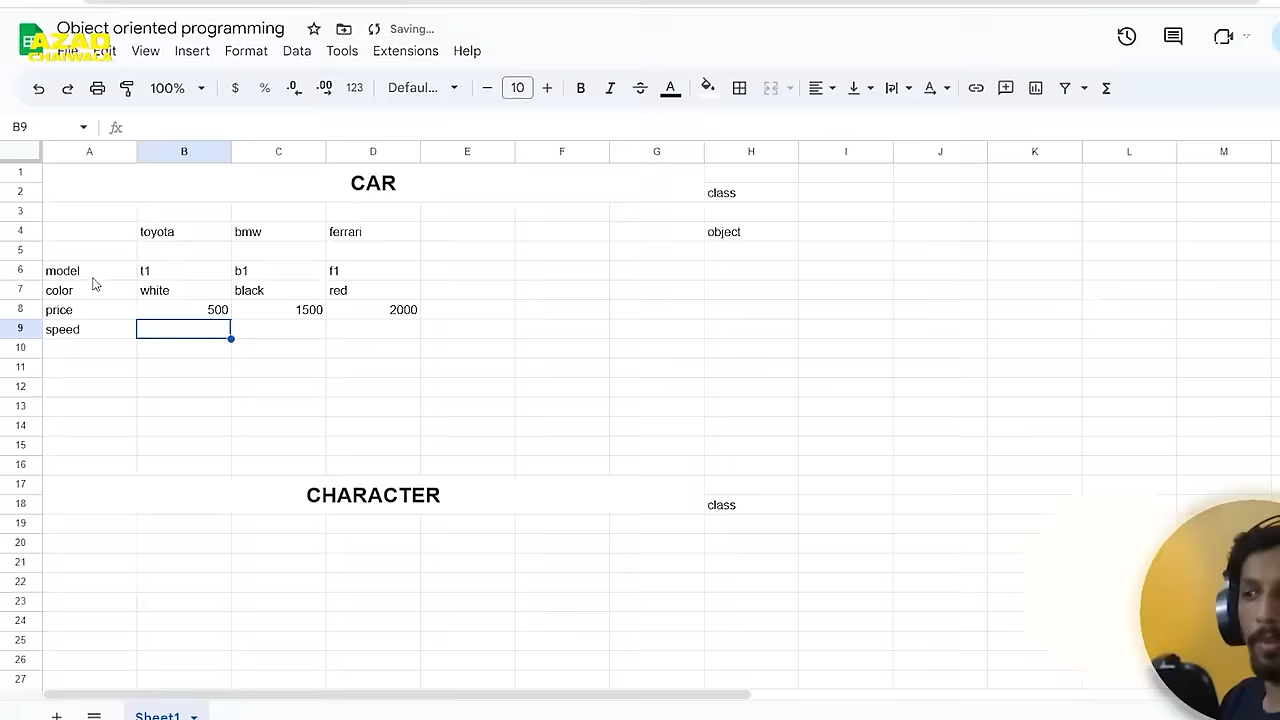 Object oriented programming Saving...
AZAD
CHAIWALA
File Edit View Insert Format Data Tools Extensions Help
100% $ % .0 .00 123 Defaul... − 10 + B I A
B9 fx
A B C D E F G H I J K L M
1 CAR
2 class
3
4 toyota bmw ferrari object
5
6 model t1 b1 f1
7 color white black red
8 price 500 1500 2000
9 speed
10
11
12
13
14
15
16
17 CHARACTER
18 class
19
20
21
22
23
24
25
26
27
Sheet1